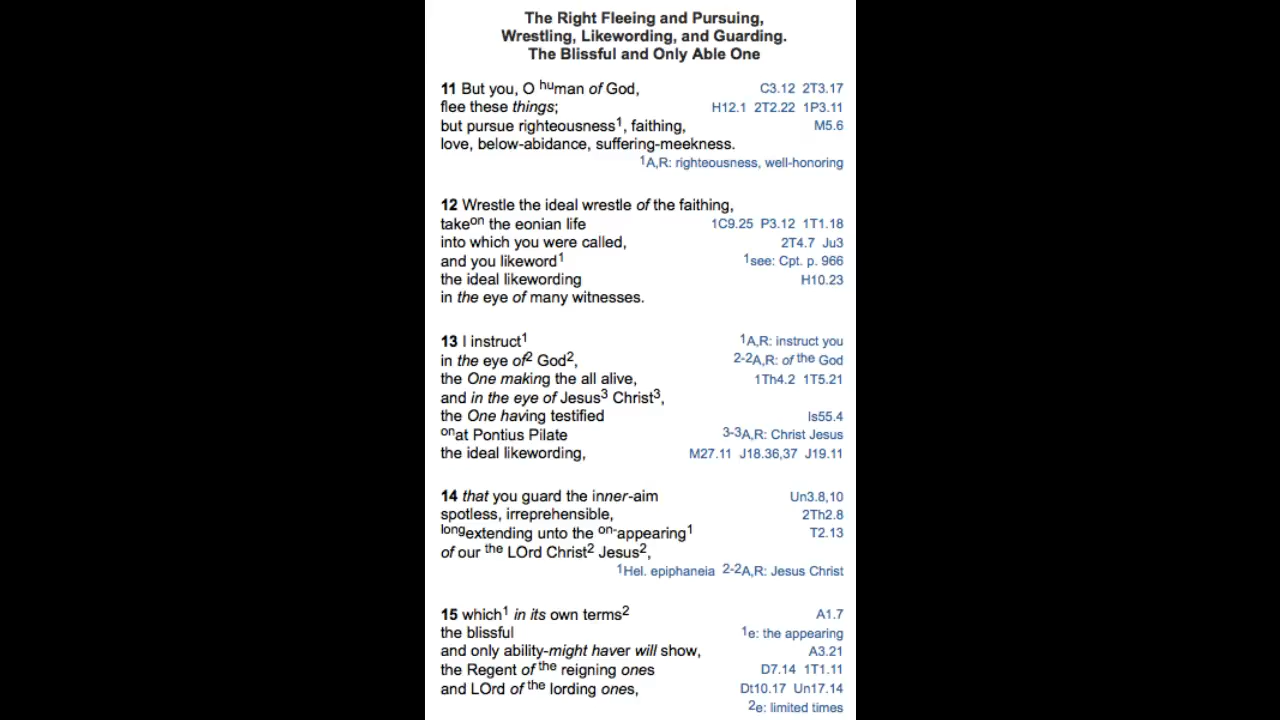 The Right Fleeing and Pursuing,
Wrestling, Likewording, and Guarding.
The Blissful and Only Able One
11 But you, O human of God, C3.12 2T3.17
flee these things; H12.1 2T2.22 1P3.11
but pursue righteousness1, faithing, M5.6
love, below-abidance, suffering-meekness.
1A,R: righteousness, well-honoring
12 Wrestle the ideal wrestle of the faithing,
takeon the eonian life 1C9.25 P3.12 1T1.18
into which you were called, 2T4.7 Ju3
and you likeword1 1see: Cpt. p. 966
the ideal likewording H10.23
in the eye of many witnesses.
13 I instruct1 1A,R: instruct you
in the eye of2 God2, 2-2A,R: of the God
the One making the all alive, 1Th4.2 1T5.21
and in the eye of Jesus3 Christ3,
the One having testified Is55.4
onat Pontius Pilate 3-3A,R: Christ Jesus
the ideal likewording, M27.11 J18.36,37 J19.11
14 that you guard the inner-aim Un3.8,10
spotless, irreprehensible, 2Th2.8
longextending unto the on-appearing1 T2.13
of our the LOrd Christ2 Jesus2,
1Hel. epiphaneia 2-2A,R: Jesus Christ
15 which1 in its own terms2 A1.7
the blissful 1e: the appearing
and only ability-might haver will show, A3.21
the Regent of the reigning ones D7.14 1T1.11
and LOrd of the lording ones, Dt10.17 Un17.14
2e: limited times